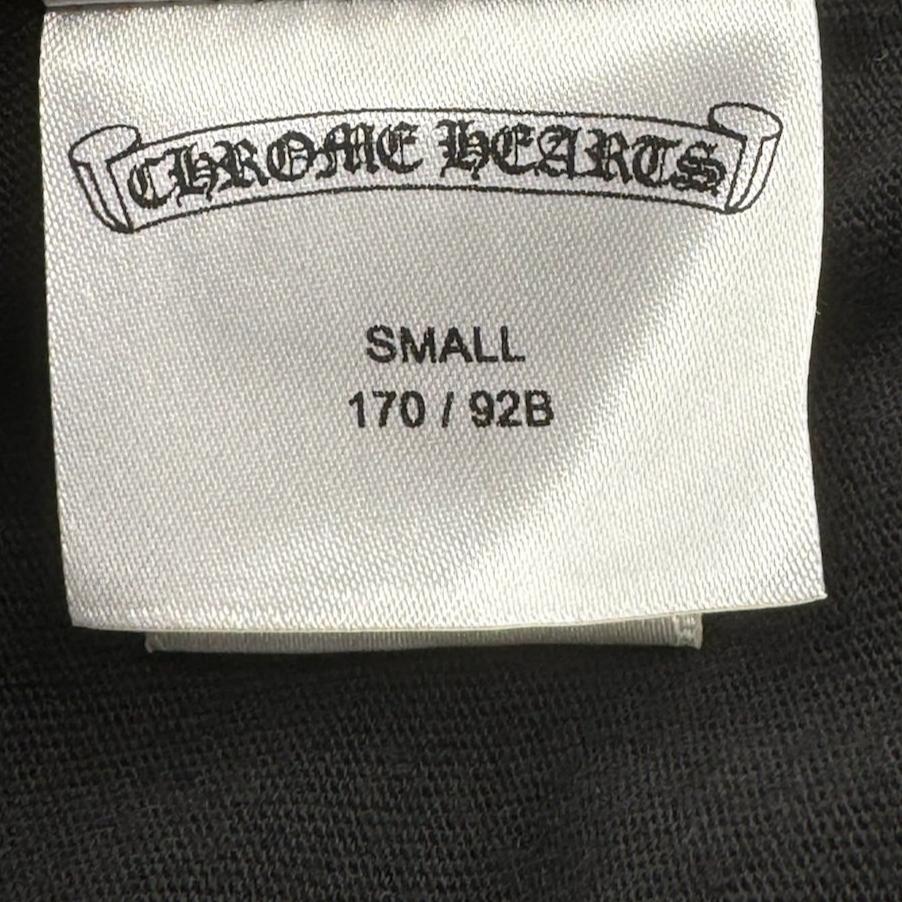 CHROME HEARTS
SMALL
170 / 92B